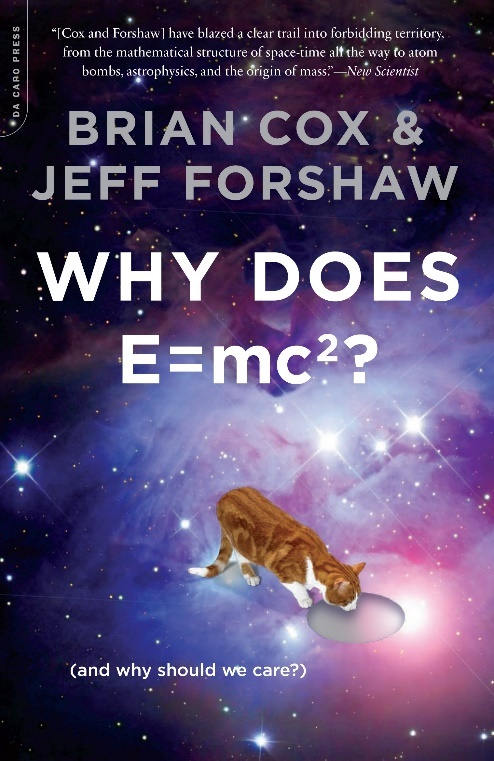 DA CAPO PRESS
“[Cox and Forshaw] have blazed a clear trail into forbidding territory,
from the mathematical structure of space-time all the way to atom
bombs, astrophysics, and the origin of mass.”—New Scientist
BRIAN COX &
JEFF FORSHAW
WHY DOES
E=mc²?
(and why should we care?)